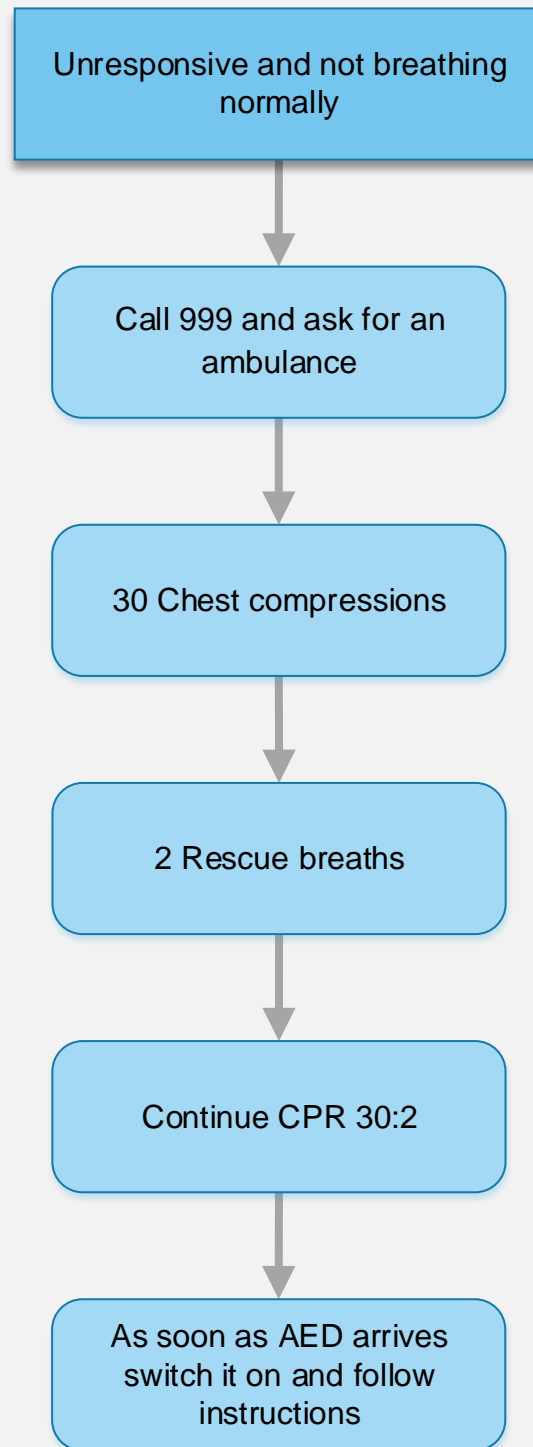 Unresponsive and not breathing
normally
Call 999 and ask for an
ambulance
30 Chest compressions
2 Rescue breaths
Continue CPR 30:2
As soon as AED arrives
switch it on and follow
instructions